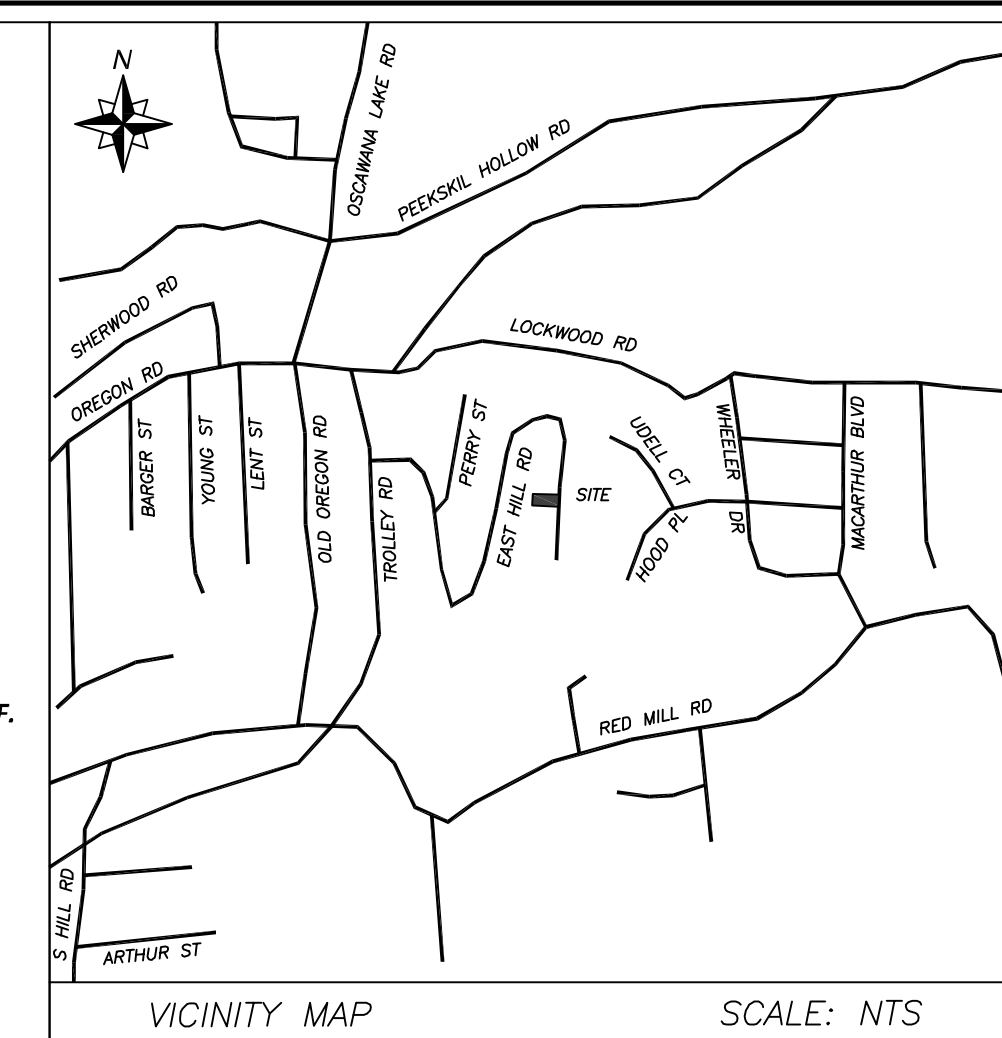 N
OSCAWANA LAKE RD
PEEKSKIL HOLLOW RD
SHERWOOD RD
LOCKWOOD RD
OREGON RD
BARGER ST
YOUNG ST
LENT ST
OLD OREGON RD
TROLLEY RD
PERRY ST
EAST HILL RD
SITE
UDELL CT
HOOD PL
WHEELER DR
MACARTHUR BLVD
F.
RED MILL RD
S HILL RD
ARTHUR ST
VICINITY MAP
SCALE: NTS